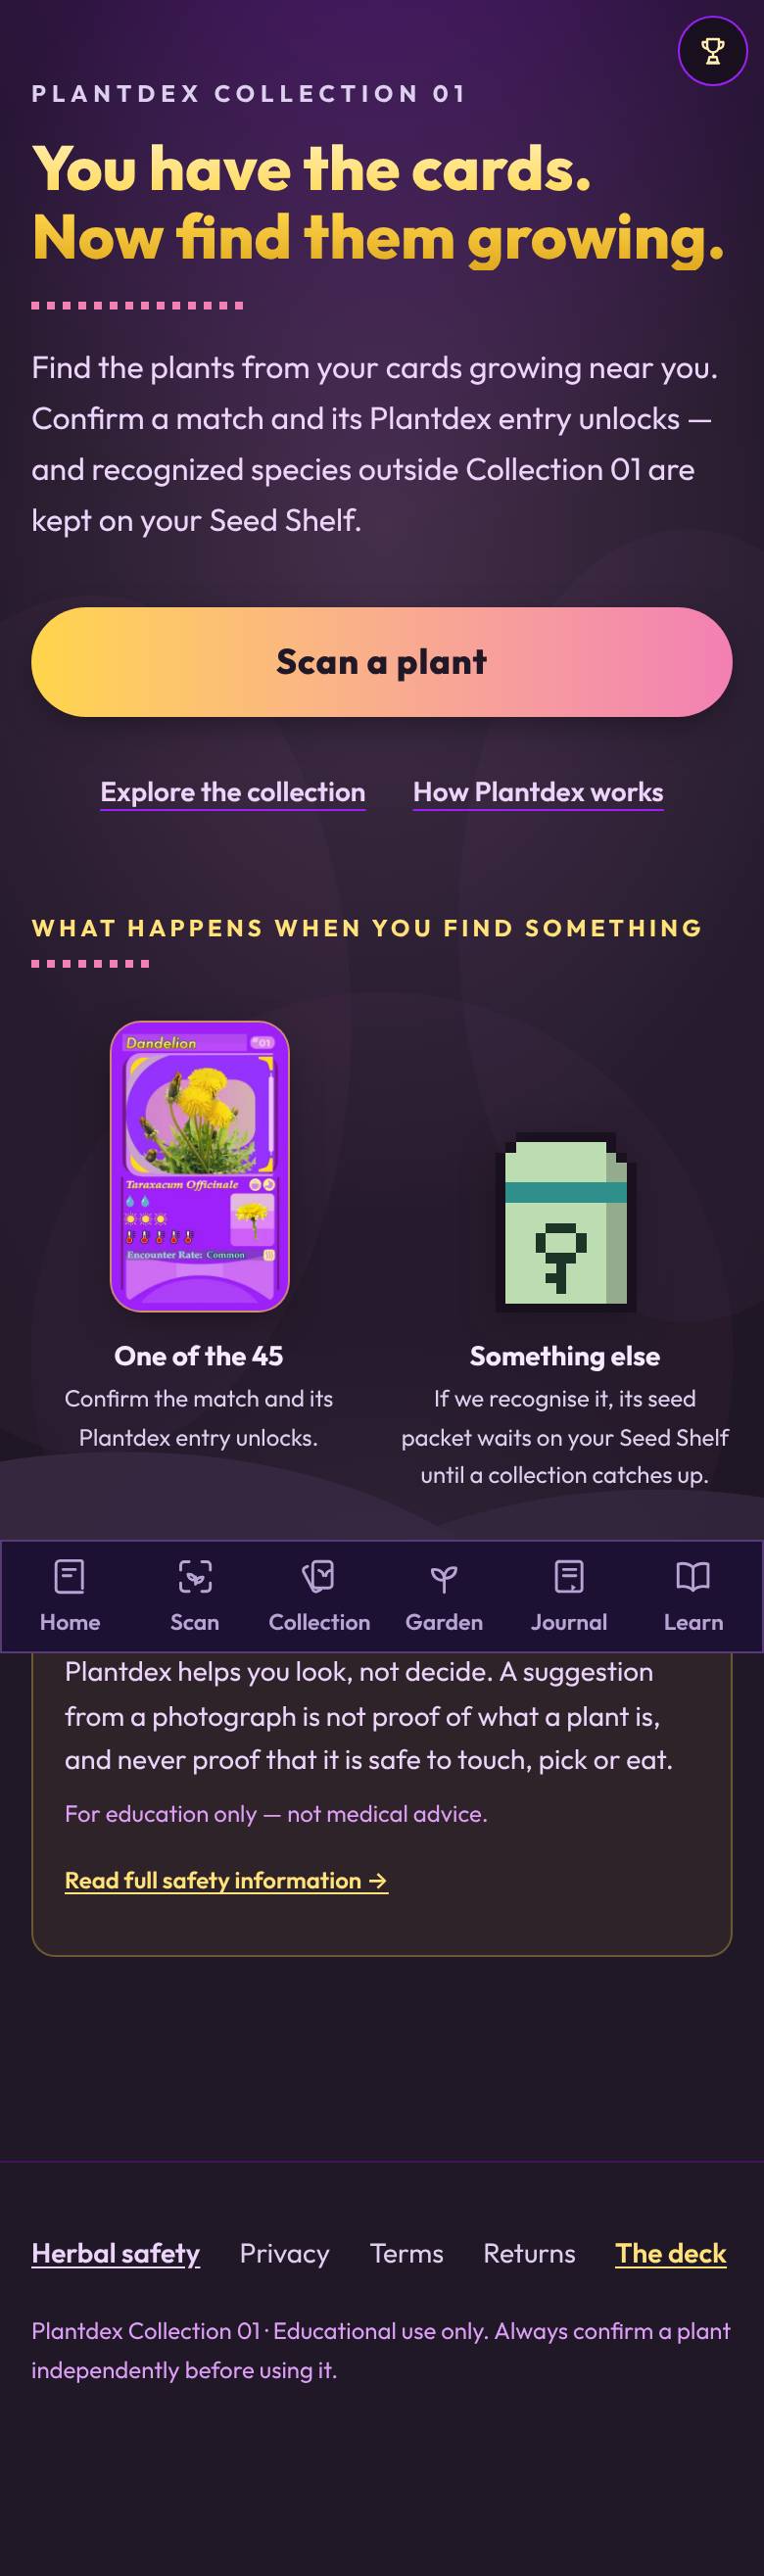 PLANTDEX COLLECTION 01
You have the cards.
Now find them growing.
Find the plants from your cards growing near you.
Confirm a match and its Plantdex entry unlocks —
and recognized species outside Collection 01 are
kept on your Seed Shelf.
Scan a plant
Explore the collection
How Plantdex works
WHAT HAPPENS WHEN YOU FIND SOMETHING
Dandelion
01
Taraxacum Officinale
Encounter Rate: Common
One of the 45
Confirm the match and its
Plantdex entry unlocks.
Something else
If we recognise it, its seed
packet waits on your Seed Shelf
until a collection catches up.
Home
Scan
Collection
Garden
Journal
Learn
Plantdex helps you look, not decide. A suggestion
from a photograph is not proof of what a plant is,
and never proof that it is safe to touch, pick or eat.
For education only — not medical advice.
Read full safety information →
Herbal safety
Privacy
Terms
Returns
The deck
Plantdex Collection 01 · Educational use only. Always confirm a plant
independently before using it.